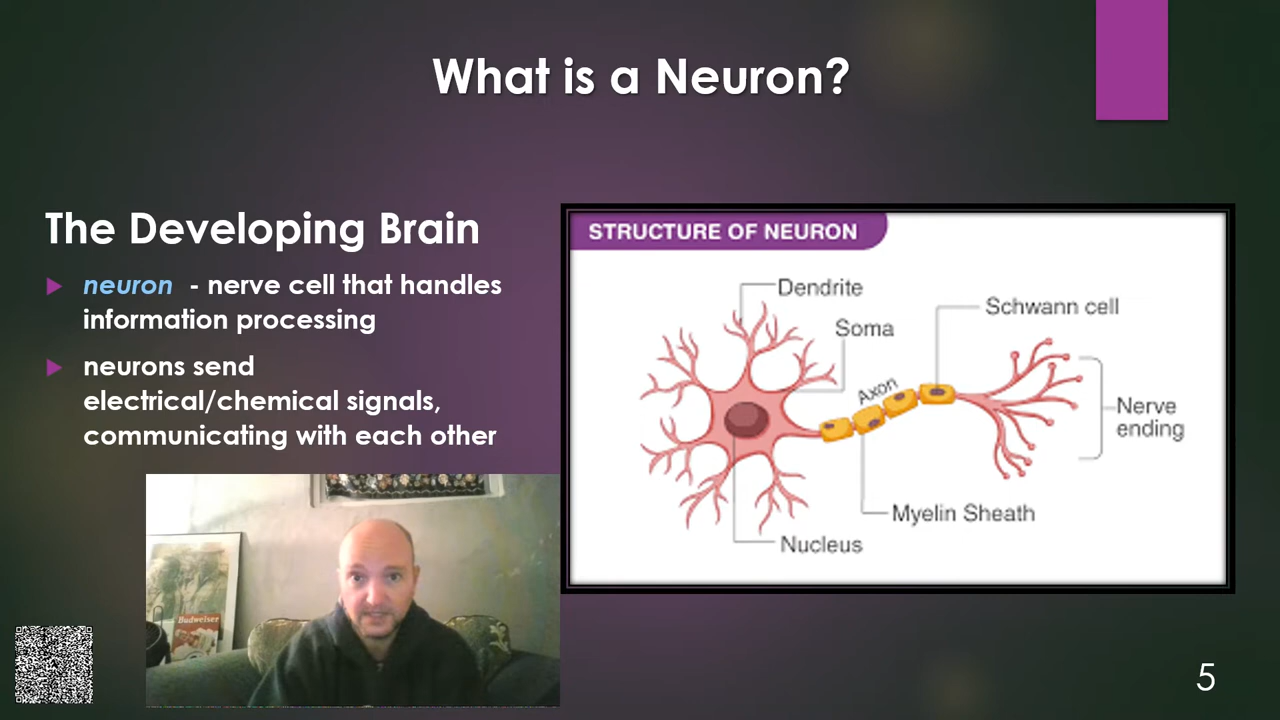 What is a Neuron?
The Developing Brain
neuron - nerve cell that handles
information processing
neurons send
electrical/chemical signals,
communicating with each other
STRUCTURE OF NEURON
Dendrite
Soma
Schwann cell
Axon
Nerve
ending
Myelin Sheath
Nucleus
Budweiser
5